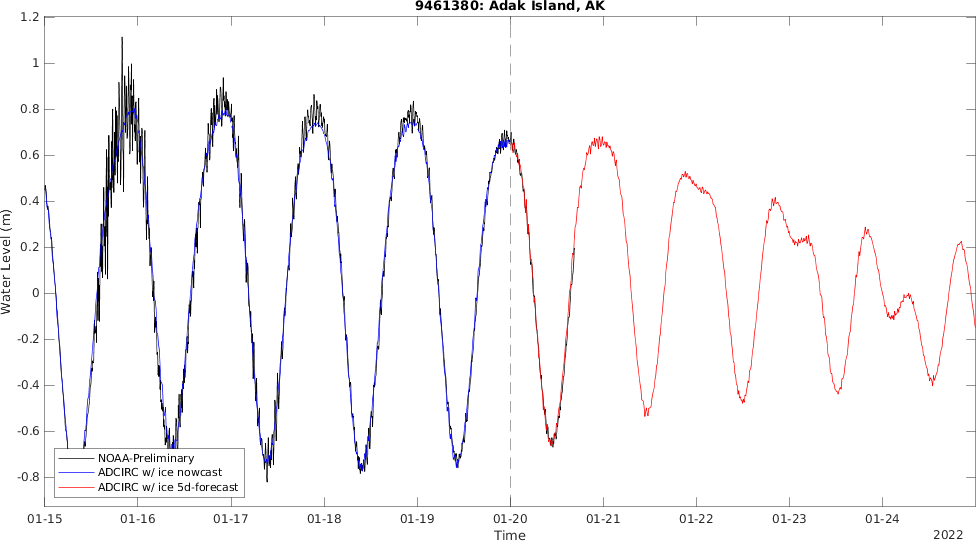 9461380: Adak Island, AK
1.2
1
0.8
0.6
0.4
0.2
0
-0.2
-0.4
-0.6
-0.8
Water Level (m)
NOAA-Preliminary
ADCIRC w/ ice nowcast
ADCIRC w/ ice 5d-forecast
01-15 01-16 01-17 01-18 01-19 01-20 01-21 01-22 01-23 01-24
Time
2022